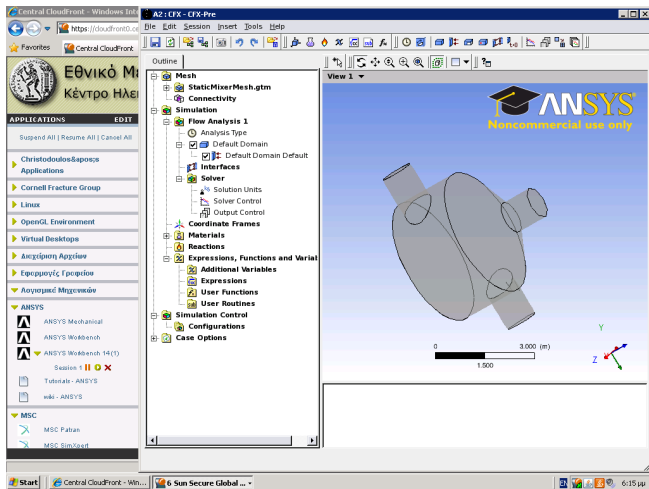 Central CloudFront - Windows Int
https://cloudfront0.ce
Favorites
Central CloudFront
Εθνικό Μ
Κέντρο Ηλε
APPLICATIONS EDIT
Suspend All | Resume All | Cancel All
Christodoulos&apos;s
Applications
Cornell Fracture Group
Linux
OpenGL Environment
Virtual Desktops
Διαχείριση Αρχείων
Εφαρμογές Γραφείου
Λογισμικό Μηχανικών
ANSYS
ANSYS Mechanical
ANSYS Workbench
ANSYS Workbench 14(1)
Session 1
Tutorials - ANSYS
wiki - ANSYS
MSC
MSC Patran
MSC SimXpert
A2 : CFX - CFX-Pre
File Edit Session Insert Tools Help
Outline
Mesh
StaticMixerMesh.gtm
Connectivity
Simulation
Flow Analysis 1
Analysis Type
Default Domain
Default Domain Default
Interfaces
Solver
Solution Units
Solver Control
Output Control
Coordinate Frames
Materials
Reactions
Expressions, Functions and Variab
Additional Variables
Expressions
User Functions
User Routines
Simulation Control
Configurations
Case Options
View 1
ANSYS
Noncommercial use only
0 3.000 (m)
1.500
Y
Z
Start
Central CloudFront - Win...
6 Sun Secure Global ...
EN
6:15 μμ